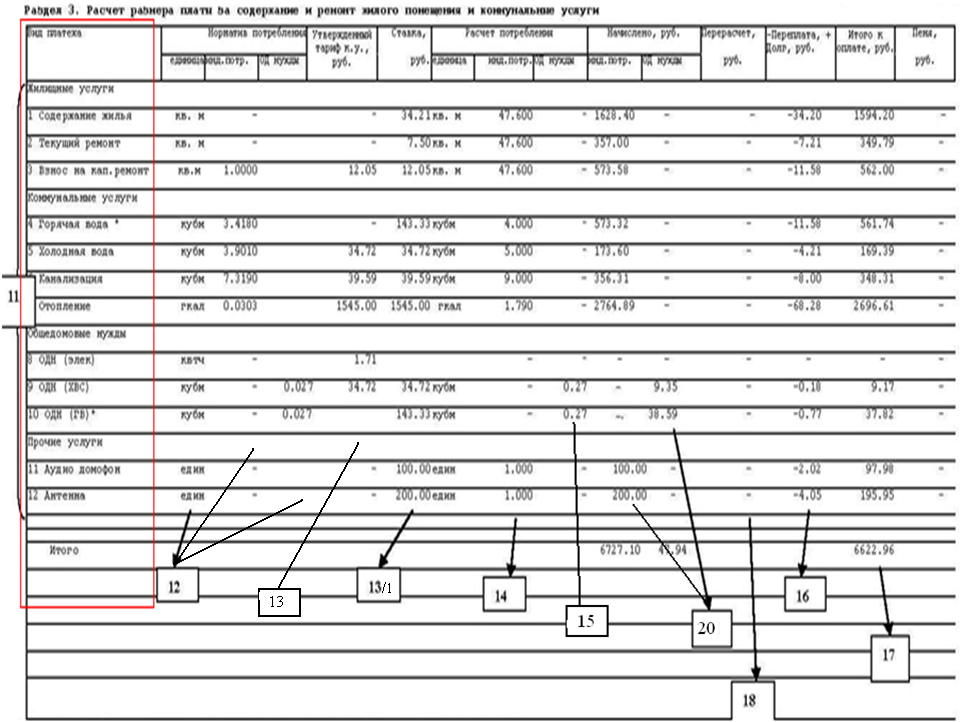 Раздел 3. Расчет размера платы за содержание и ремонт жилого помещения и коммунальные услуги
Вид платежа Норматив потребления Утвержденный тариф к.у., руб. Ставка, руб. Расчет потребления Начислено, руб. Перерасчет, руб. -Переплата, + Долг, руб. Итого к оплате, руб. Пени, руб.
единица инд.потр. ОД нужды единица инд.потр. ОД нужды инд.потр. ОД нужды
Жилищные услуги
1 Содержание жилья кв. м - - 34.21 кв. м 47.600 - 1628.40 - - -34.20 1594.20 -
2 Текущий ремонт кв. м - - 7.50 кв. м 47.600 - 357.00 - - -7.21 349.79 -
3 Взнос на кап.ремонт кв.м 1.0000 12.05 12.05 кв. м 47.600 - 573.58 - - -11.58 562.00 -
Коммунальные услуги
4 Горячая вода * кубм 3.4180 - 143.33 кубм 4.000 - 573.32 - - -11.58 561.74 -
5 Холодная вода кубм 3.9010 34.72 34.72 кубм 5.000 - 173.60 - - -4.21 169.39 -
Канализация кубм 7.3190 39.59 39.59 кубм 9.000 - 356.31 - - -8.00 348.31 -
Отопление гкал 0.0303 1545.00 1545.00 гкал 1.790 - 2764.89 - - -68.28 2696.61 -
Общедомовые нужды
8 ОДН (элек) квтч - 1.71 - - - - - - - -
9 ОДН (ХВС) кубм - 0.027 34.72 34.72 кубм - 0.27 - 9.35 - -0.18 9.17 -
10 ОДН (ГВ)* кубм - 0.027 143.33 кубм - 0.27 - 38.59 - -0.77 37.82 -
Прочие услуги
11 Аудио домофон един - - 100.00 един 1.000 100.00 - - -2.02 97.98 -
12 Антенна един - - 200.00 един 1.000 200.00 - - -4.05 195.95 -
Итого 6727.10 47.94 6622.96
11
12
13
13/1
14
15
20
18
16
17